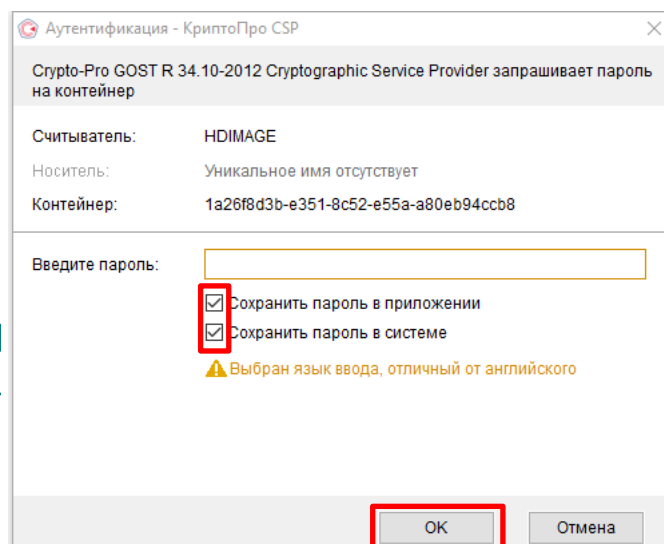 Аутентификация - КриптоПро CSP
Crypto-Pro GOST R 34.10-2012 Cryptographic Service Provider запрашивает пароль
на контейнер
Считыватель: HDIMAGE
Носитель: Уникальное имя отсутствует
Контейнер: 1a26f8d3b-e351-8c52-e55a-a80eb94ccb8
Введите пароль:
Сохранить пароль в приложении
Сохранить пароль в системе
Выбран язык ввода, отличный от английского
OK Отмена